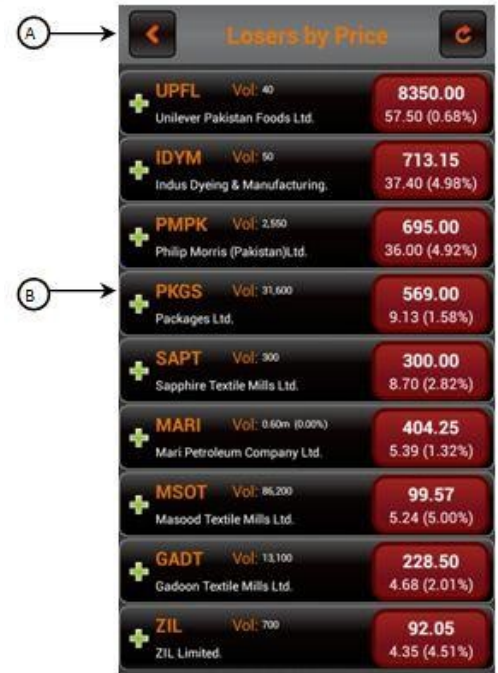 A
Losers by Price
UPFL Vol: 40
8350.00
Unilever Pakistan Foods Ltd.
57.50 (0.68%)
IDYM Vol: 50
713.15
Indus Dyeing & Manufacturing.
37.40 (4.98%)
PMPK Vol: 2,550
695.00
Philip Morris (Pakistan)Ltd.
36.00 (4.92%)
B
PKGS Vol: 31,600
569.00
Packages Ltd.
9.13 (1.58%)
SAPT Vol: 300
300.00
Sapphire Textile Mills Ltd.
8.70 (2.82%)
MARI Vol: 0.60m (0.00%)
404.25
Mari Petroleum Company Ltd.
5.39 (1.32%)
MSOT Vol: 86,200
99.57
Masood Textile Mills Ltd.
5.24 (5.00%)
GADT Vol: 13,100
228.50
Gadoon Textile Mills Ltd.
4.68 (2.01%)
ZIL Vol: 700
92.05
ZIL Limited.
4.35 (4.51%)